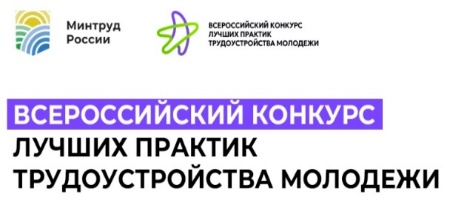 Минтруд
России
ВСЕРОССИЙСКИЙ КОНКУРС
ЛУЧШИХ ПРАКТИК
ТРУДОУСТРОЙСТВА МОЛОДЕЖИ
ВСЕРОССИЙСКИЙ КОНКУРС
ЛУЧШИХ ПРАКТИК
ТРУДОУСТРОЙСТВА МОЛОДЕЖИ